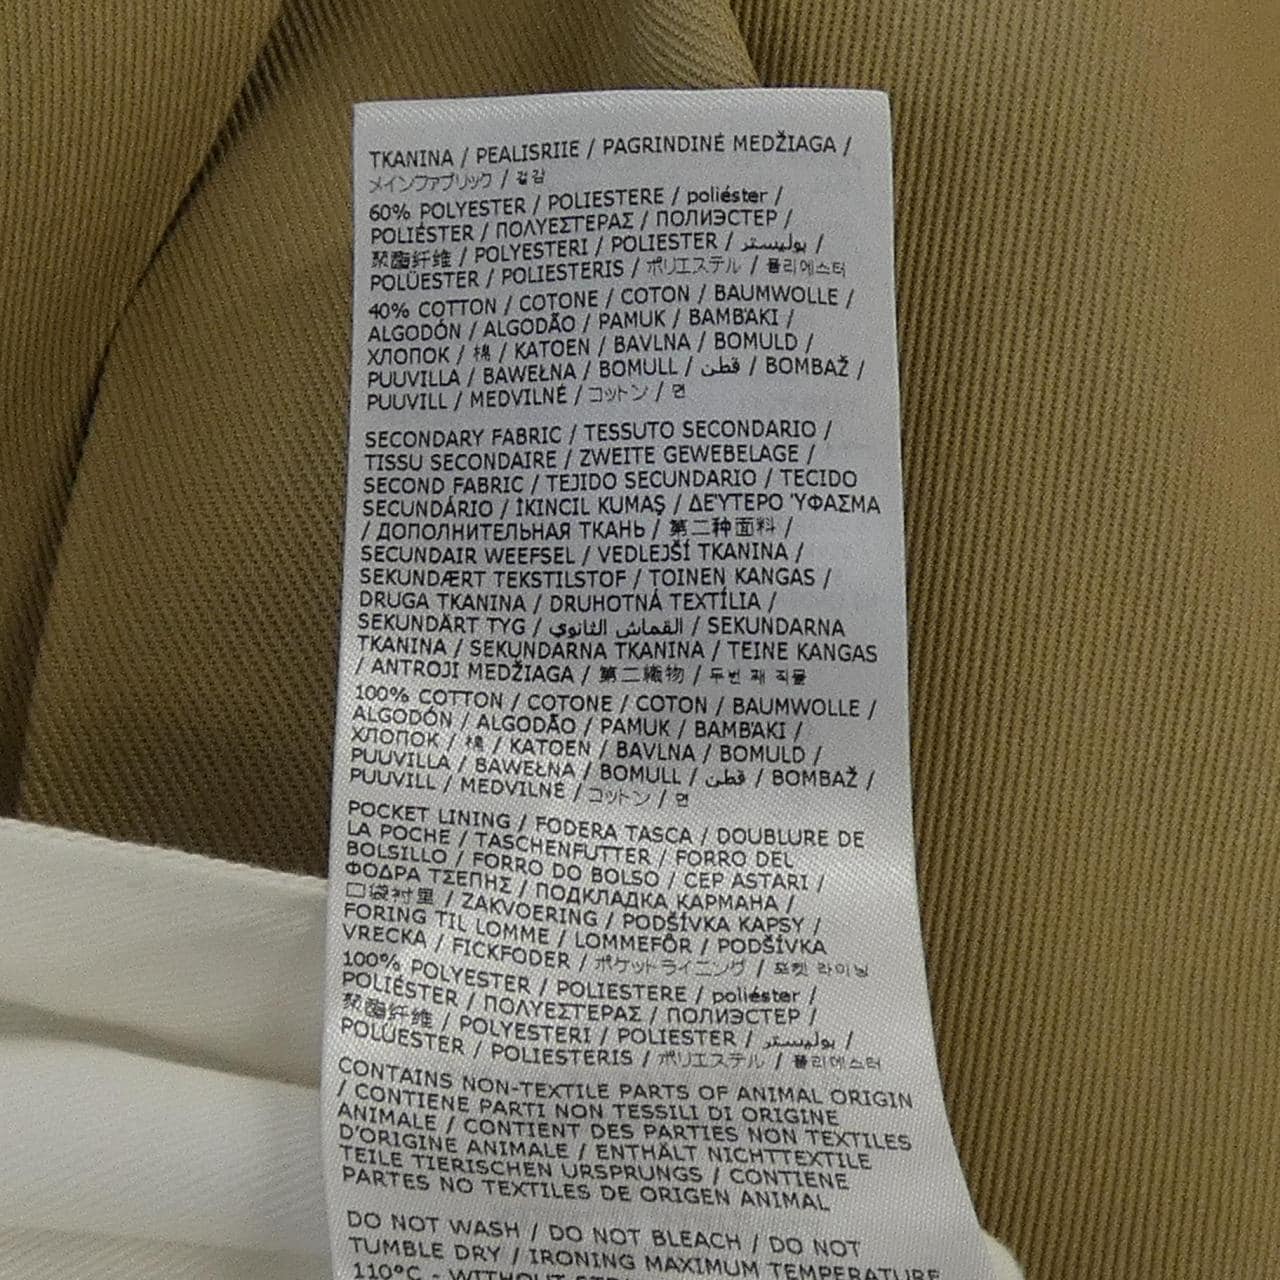 TKANINA / PEALISRIIE / PAGRINDINĖ MEDŽIAGA /
メインファブリック / 겉감
60% POLYESTER / POLIESTERE / poliéster /
POLIÉSTER / ΠΟΛΥΕΣΤΕΡΑΣ / ПОЛИЭСТЕР /
聚酯纤维 / POLYESTERI / POLIESTER / بوليستر /
POLÜESTER / POLIESTERIS / ポリエステル / 폴리에스터
40% COTTON / COTONE / COTON / BAUMWOLLE /
ALGODÓN / ALGODÃO / PAMUK / ΒΑΜΒΆΚΙ /
ХЛОПОК / 棉 / KATOEN / BAVLNA / BOMULD /
PUUVILLA / BAWEŁNA / BOMULL / قطن / BOMBAŽ /
PUUVILL / MEDVILNĖ / コットン / 면
SECONDARY FABRIC / TESSUTO SECONDARIO /
TISSU SECONDAIRE / ZWEITE GEWEBELAGE /
SECOND FABRIC / TEJIDO SECUNDARIO / TECIDO
SECUNDÁRIO / İKINCIL KUMAŞ / ΔΕΎΤΕΡΟ ΎΦΑΣΜΑ
/ ДОПОЛНИТЕЛЬНАЯ ТКАНЬ / 第二种面料 /
SECUNDAIR WEEFSEL / VEDLEJŠÍ TKANINA /
SEKUNDÆRT TEKSTILSTOF / TOINEN KANGAS /
DRUGA TKANINA / DRUHOTNÁ TEXTÍLIA /
SEKUNDÄRT TYG / القماش الثانوي / SEKUNDARNA
TKANINA / SEKUNDARNA TKANINA / TEINE KANGAS
/ ANTROJI MEDŽIAGA / 第二織物 / 두번 째 직물
100% COTTON / COTONE / COTON / BAUMWOLLE /
ALGODÓN / ALGODÃO / PAMUK / ΒΑΜΒΆΚΙ /
ХЛОПОК / 棉 / KATOEN / BAVLNA / BOMULD /
PUUVILLA / BAWEŁNA / BOMULL / قطن / BOMBAŽ /
PUUVILL / MEDVILNĖ / コットン / 면
POCKET LINING / FODERA TASCA / DOUBLURE DE
LA POCHE / TASCHENFUTTER / FORRO DEL
BOLSILLO / FORRO DO BOLSO / CEP ASTARI /
ΦΟΔΡΑ ΤΣΕΠΗΣ / ПОДКЛАДКА КАРМАНА /
口袋衬里 / ZAKVOERING / PODŠÍVKA KAPSY /
FORING TIL LOMME / LOMMEFÔR / PODŠÍVKA
VRECKA / FICKFODER / ポケットライニング / 포켓 라이닝
100% POLYESTER / POLIESTERE / poliéster /
POLIÉSTER / ΠΟΛΥΕΣΤΕΡΑΣ / ПОЛИЭСТЕР /
聚酯纤维 / POLYESTERI / POLIESTER / بوليستر /
POLÜESTER / POLIESTERIS / ポリエステル / 폴리에스터
CONTAINS NON-TEXTILE PARTS OF ANIMAL ORIGIN
/ CONTIENE PARTI NON TESSILI DI ORIGINE
ANIMALE / CONTIENT DES PARTIES NON TEXTILES
D'ORIGINE ANIMALE / ENTHÄLT NICHTTEXTILE
TEILE TIERISCHEN URSPRUNGS / CONTIENE
PARTES NO TEXTILES DE ORIGEN ANIMAL
DO NOT WASH / DO NOT BLEACH / DO NOT
TUMBLE DRY / IRONING MAXIMUM TEMPERATURE
110°C - WITHOUT